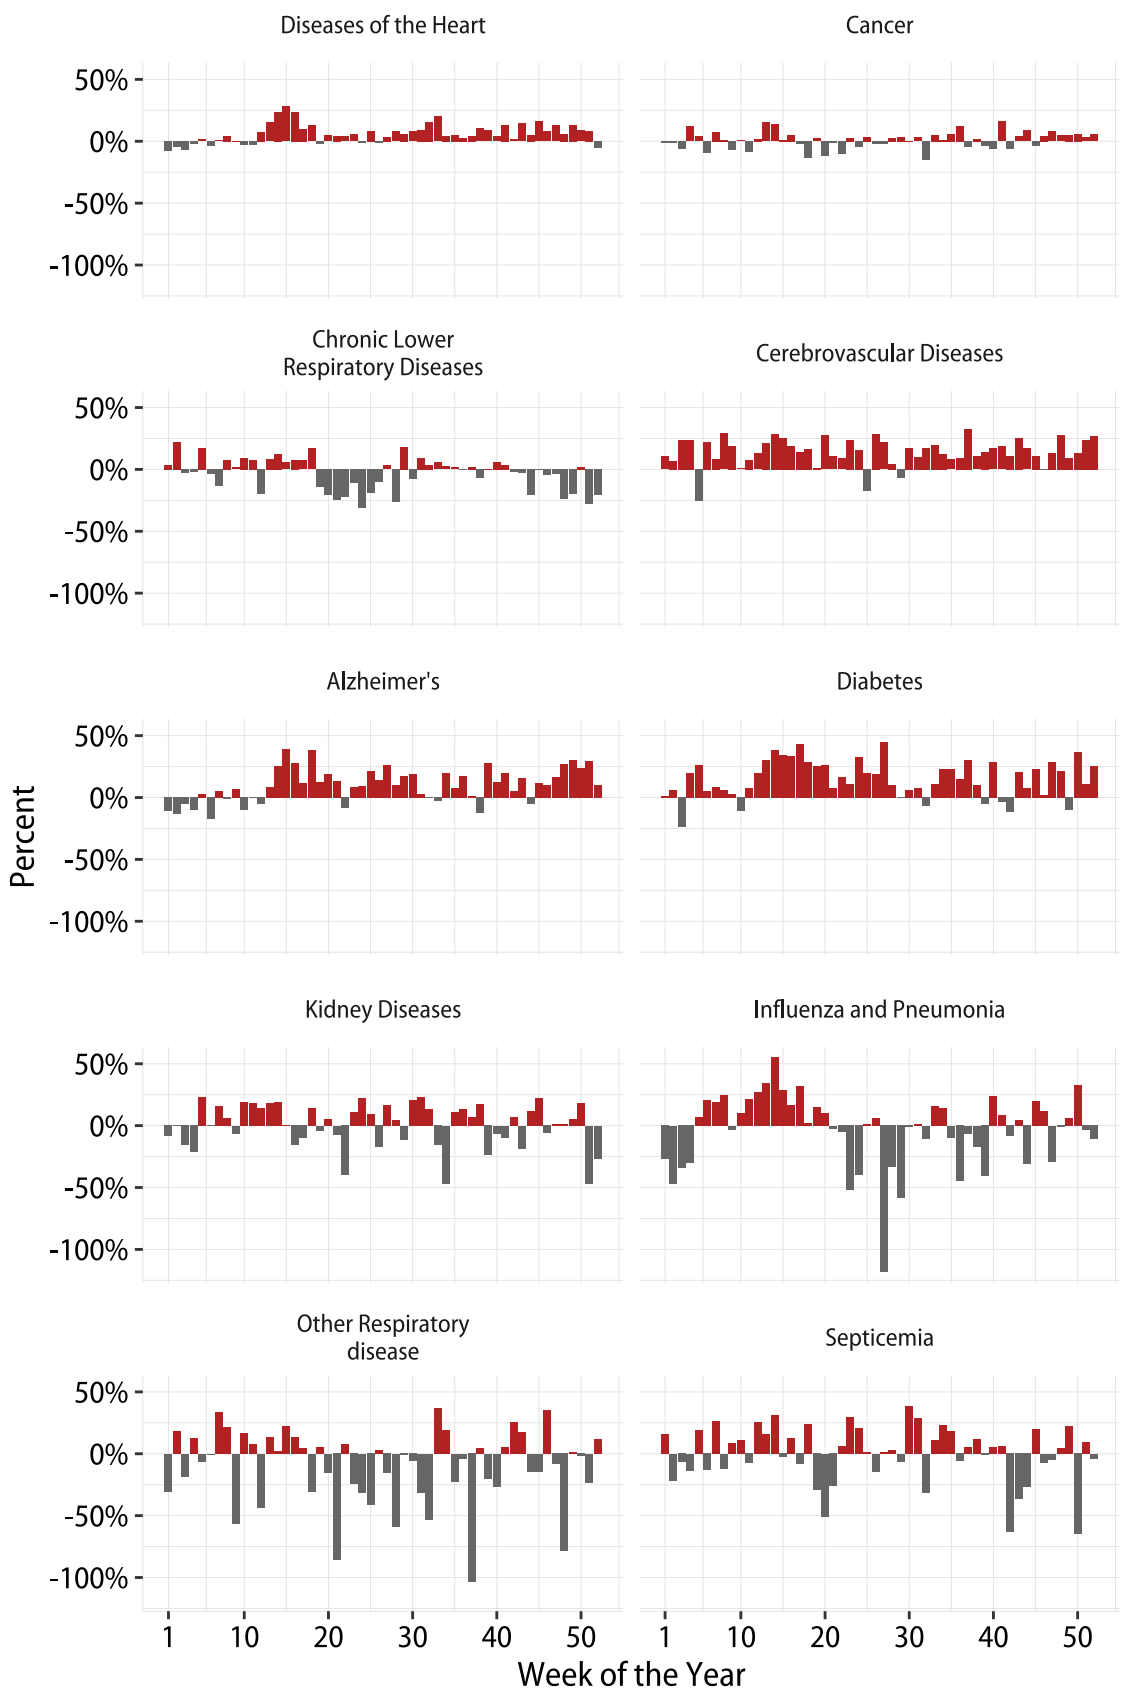 Diseases of the Heart
Cancer
50%
0%
-50%
-100%
Chronic Lower
Respiratory Diseases
Cerebrovascular Diseases
50%
0%
-50%
-100%
Alzheimer's
Diabetes
50%
0%
-50%
-100%
Percent
Kidney Diseases
Influenza and Pneumonia
50%
0%
-50%
-100%
Other Respiratory
disease
Septicemia
50%
0%
-50%
-100%
1 10 20 30 40 50
1 10 20 30 40 50
Week of the Year